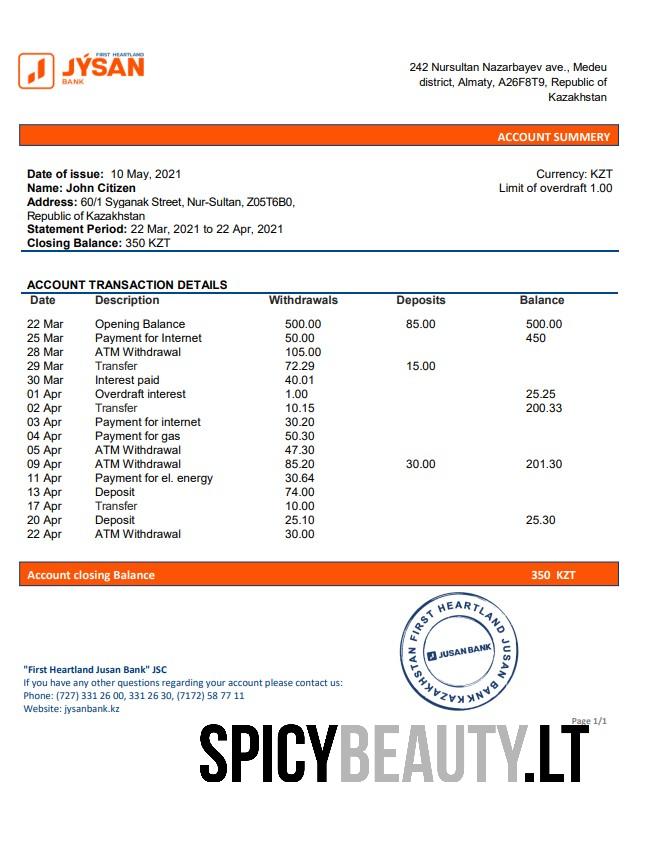 FIRST HEARTLAND
JÝSAN
BANK
242 Nursultan Nazarbayev ave., Medeu
district, Almaty, A26F8T9, Republic of
Kazakhstan
ACCOUNT SUMMERY
Date of issue: 10 May, 2021
Currency: KZT
Name: John Citizen
Limit of overdraft 1.00
Address: 60/1 Syganak Street, Nur-Sultan, Z05T6B0,
Republic of Kazakhstan
Statement Period: 22 Mar, 2021 to 22 Apr, 2021
Closing Balance: 350 KZT
ACCOUNT TRANSACTION DETAILS
Date Description Withdrawals Deposits Balance
22 Mar Opening Balance 500.00 85.00 500.00
25 Mar Payment for Internet 50.00 450
28 Mar ATM Withdrawal 105.00
29 Mar Transfer 72.29 15.00
30 Mar Interest paid 40.01
01 Apr Overdraft interest 1.00 25.25
02 Apr Transfer 10.15 200.33
03 Apr Payment for internet 30.20
04 Apr Payment for gas 50.30
05 Apr ATM Withdrawal 47.30
09 Apr ATM Withdrawal 85.20 30.00 201.30
11 Apr Payment for el. energy 30.64
13 Apr Deposit 74.00
17 Apr Transfer 10.00
20 Apr Deposit 25.10 25.30
22 Apr ATM Withdrawal 30.00
Account closing Balance 350 KZT
FIRST HEARTLAND JUSAN BANK KAZAKHSTAN
JUSAN BANK
"First Heartland Jusan Bank" JSC
If you have any other questions regarding your account please contact us:
Phone: (727) 331 26 00, 331 26 30, (7172) 58 77 11
Website: jysanbank.kz
Page 1/1
SPICYBEAUTY.LT